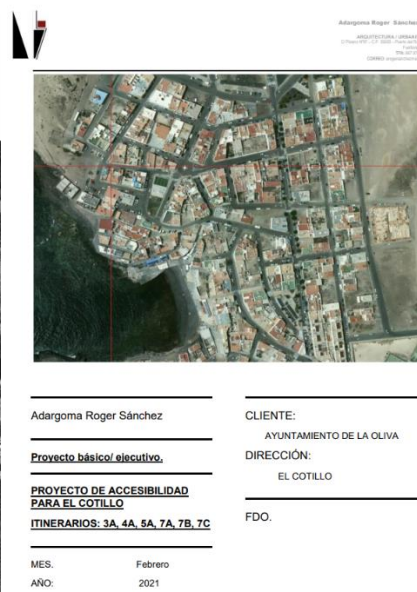 Adargoma Roger Sánchez
ARQUITECTURA / URBANI
Adargoma Roger Sánchez
Proyecto básico/ ejecutivo.
PROYECTO DE ACCESIBILIDAD
PARA EL COTILLO
ITINERARIOS: 3A, 4A, 5A, 7A, 7B, 7C
MES. Febrero
AÑO: 2021
CLIENTE:
AYUNTAMIENTO DE LA OLIVA
DIRECCIÓN:
EL COTILLO
FDO.